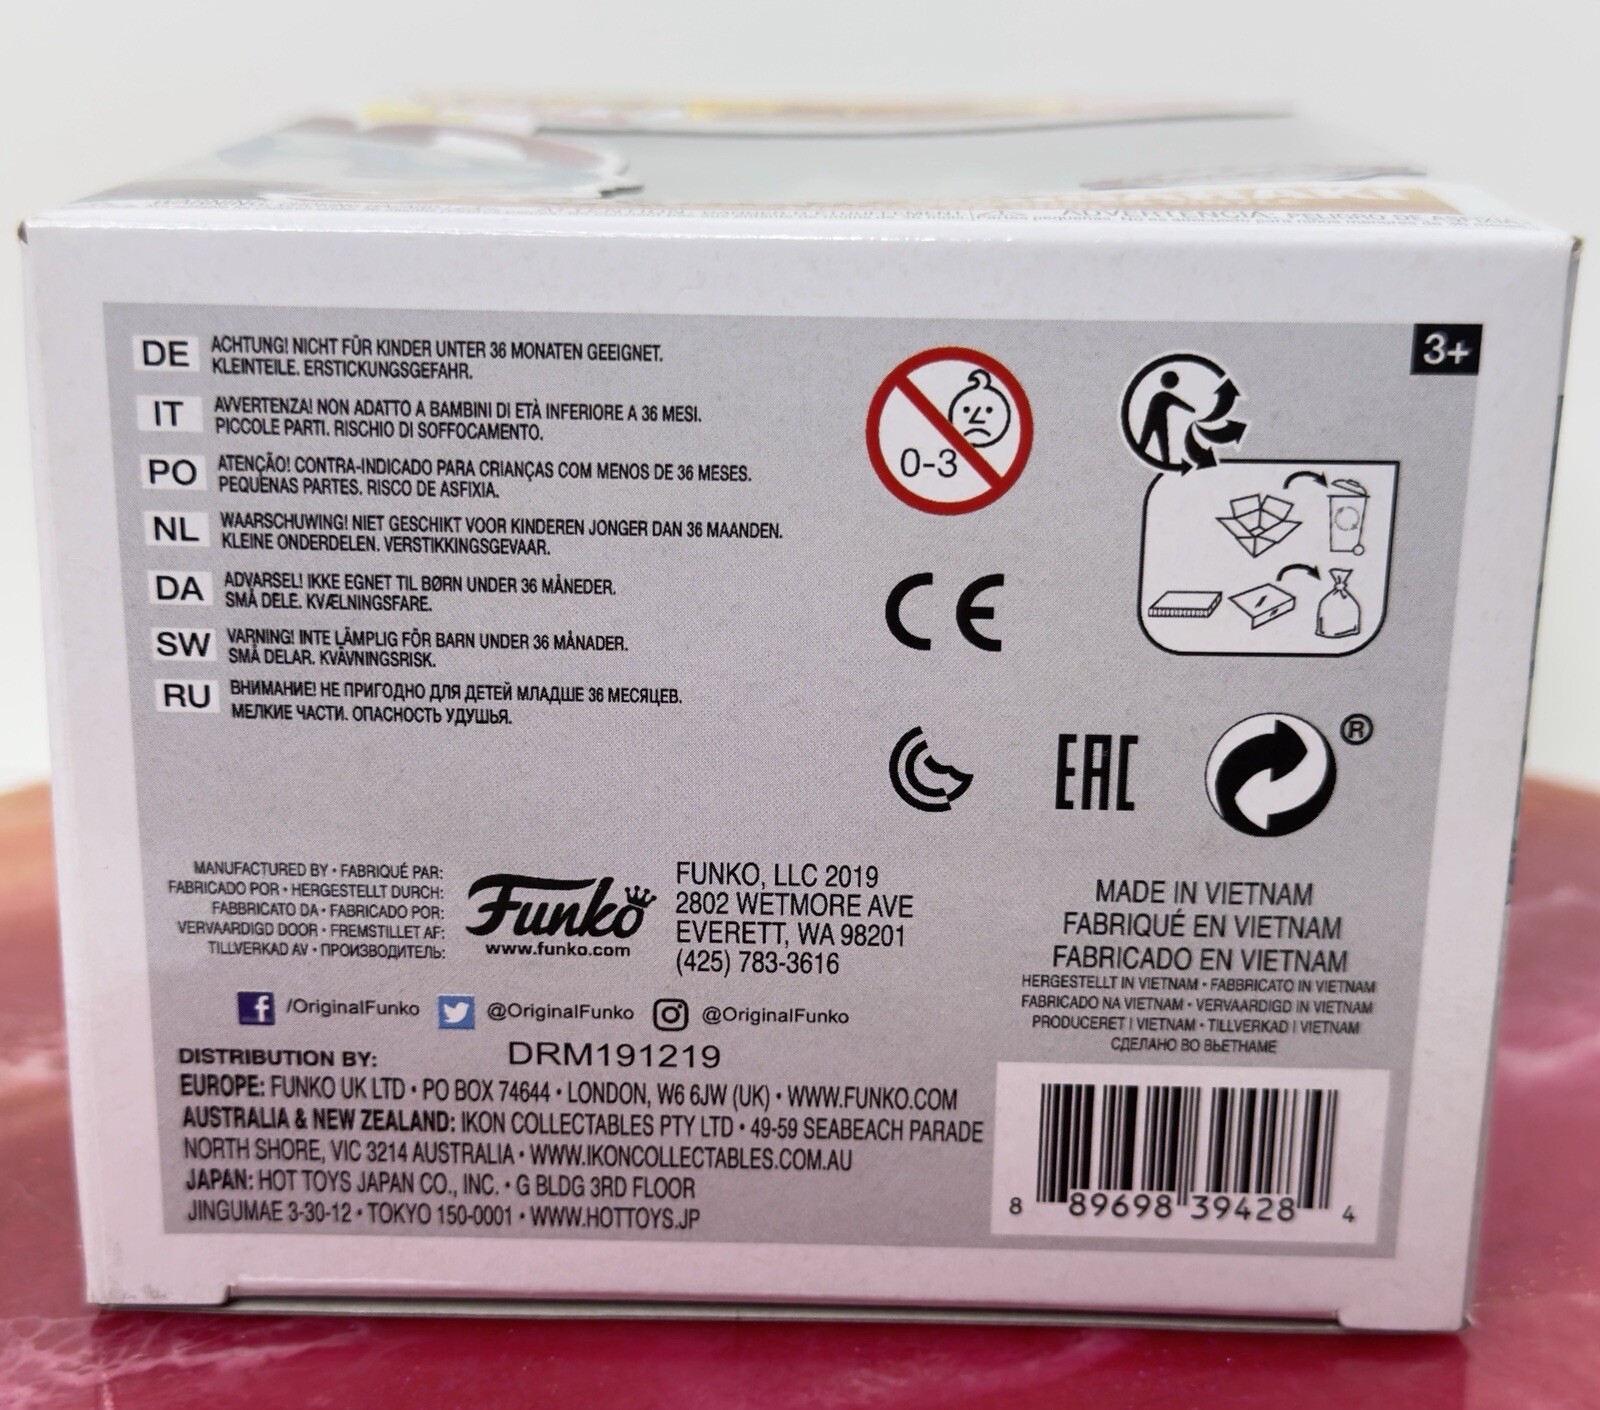 ADVERTENCIA: PELIGRO DE ASFIXIA
3+
DE ACHTUNG! NICHT FÜR KINDER UNTER 36 MONATEN GEEIGNET.
KLEINTEILE. ERSTICKUNGSGEFAHR.
IT AVVERTENZA! NON ADATTO A BAMBINI DI ETÀ INFERIORE A 36 MESI.
PICCOLE PARTI. RISCHIO DI SOFFOCAMENTO.
PO ATENÇÃO! CONTRA-INDICADO PARA CRIANÇAS COM MENOS DE 36 MESES.
PEQUENAS PARTES. RISCO DE ASFIXIA.
NL WAARSCHUWING! NIET GESCHIKT VOOR KINDEREN JONGER DAN 36 MAANDEN.
KLEINE ONDERDELEN. VERSTIKKINGSGEVAAR.
DA ADVARSEL! IKKE EGNET TIL BØRN UNDER 36 MÅNEDER.
SMÅ DELE. KVÆLNINGSFARE.
SW VARNING! INTE LÄMPLIG FÖR BARN UNDER 36 MÅNADER.
SMÅ DELAR. KVÄVNINGSRISK.
RU ВНИМАНИЕ! НЕ ПРИГОДНО ДЛЯ ДЕТЕЙ МЛАДШЕ 36 МЕСЯЦЕВ.
МЕЛКИЕ ЧАСТИ. ОПАСНОСТЬ УДУШЬЯ.
0-3
CE
EAC
®
MANUFACTURED BY • FABRIQUÉ PAR:
FABRICADO POR • HERGESTELLT DURCH:
FABBRICATO DA • FABRICADO POR:
VERVAARDIGD DOOR • FREMSTILLET AF:
TILLVERKAD AV • ПРОИЗВОДИТЕЛЬ:
Funko
www.funko.com
FUNKO, LLC 2019
2802 WETMORE AVE
EVERETT, WA 98201
(425) 783-3616
MADE IN VIETNAM
FABRIQUÉ EN VIETNAM
FABRICADO EN VIETNAM
HERGESTELLT IN VIETNAM • FABBRICATO IN VIETNAM
FABRICADO NA VIETNAM • VERVAARDIGD IN VIETNAM
PRODUCERET I VIETNAM • TILLVERKAD I VIETNAM
СДЕЛАНО ВО ВЬЕТНАМЕ
/OriginalFunko @OriginalFunko @OriginalFunko
DISTRIBUTION BY: DRM191219
EUROPE: FUNKO UK LTD • PO BOX 74644 • LONDON, W6 6JW (UK) • WWW.FUNKO.COM
AUSTRALIA & NEW ZEALAND: IKON COLLECTABLES PTY LTD • 49-59 SEABEACH PARADE
NORTH SHORE, VIC 3214 AUSTRALIA • WWW.IKONCOLLECTABLES.COM.AU
JAPAN: HOT TOYS JAPAN CO., INC. • G BLDG 3RD FLOOR
JINGUMAE 3-30-12 • TOKYO 150-0001 • WWW.HOTTOYS.JP
8 89698 39428 4